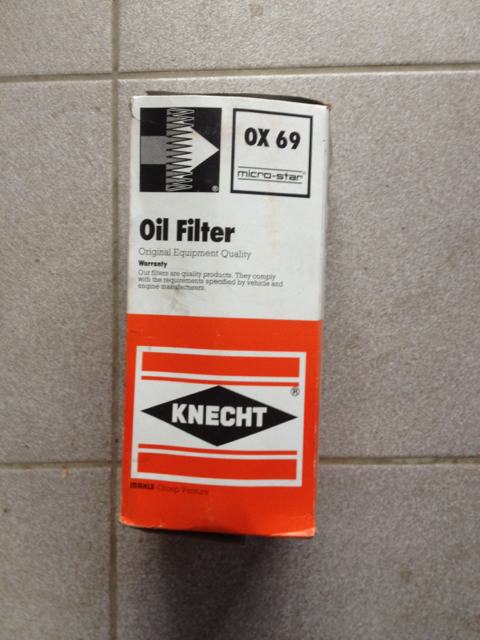 OX 69
micro-star®
®
Oil Filter
Original Equipment Quality
Warranty
Our filters are quality products. They comply
with the requirements specified by vehicle and
engine manufacturers.
®
KNECHT
MAHLE Group Venture